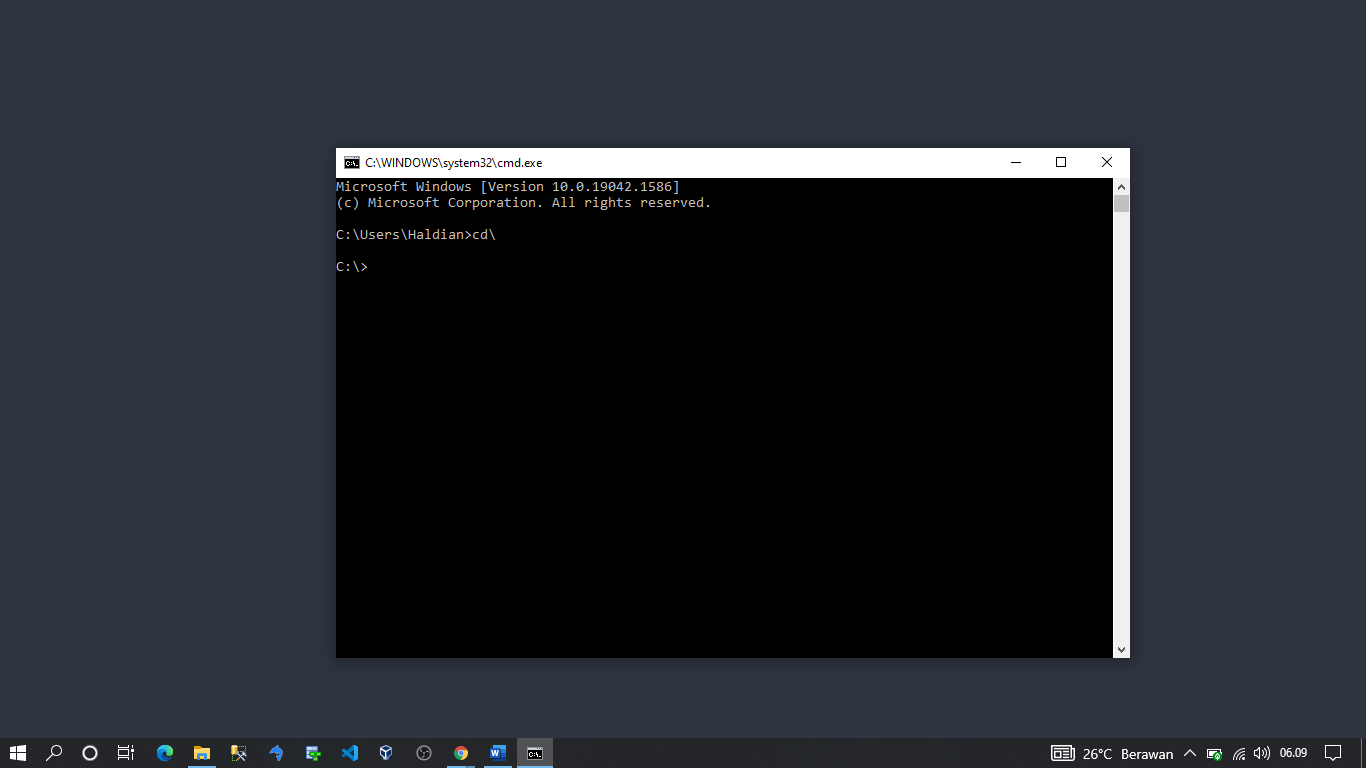 C:\WINDOWS\system32\cmd.exe
Microsoft Windows [Version 10.0.19042.1586]
(c) Microsoft Corporation. All rights reserved.
C:\Users\Haldian>cd\
C:\>
26°C Berawan 06.09